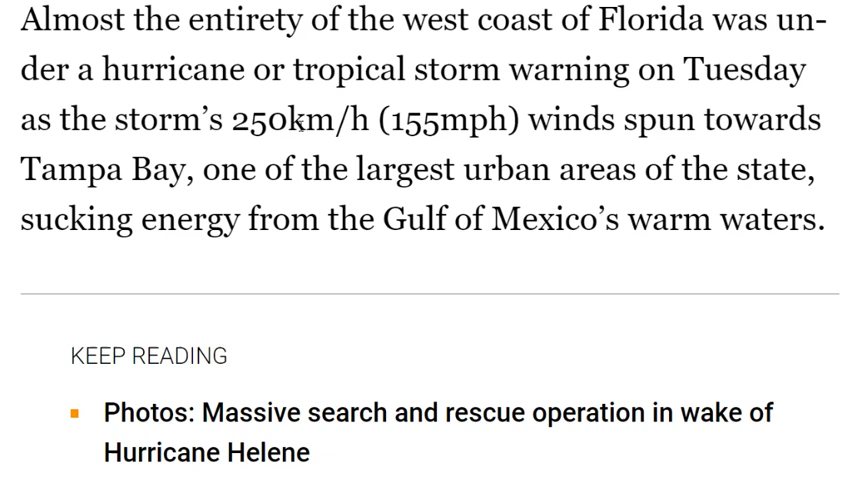 Almost the entirety of the west coast of Florida was un-
der a hurricane or tropical storm warning on Tuesday
as the storm’s 250km/h (155mph) winds spun towards
Tampa Bay, one of the largest urban areas of the state,
sucking energy from the Gulf of Mexico’s warm waters.
KEEP READING
Photos: Massive search and rescue operation in wake of
Hurricane Helene